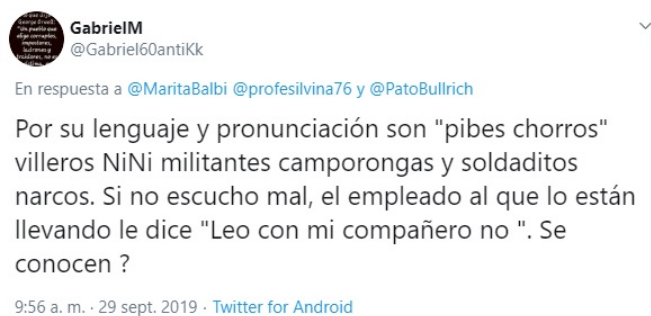 GabrielM
@Gabriel60antiKk
En respuesta a @MaritaBalbi @profesilvina76 y @PatoBullrich
Por su lenguaje y pronunciación son "pibes chorros"
villeros NiNi militantes camporongas y soldaditos
narcos. Si no escucho mal, el empleado al que lo están
llevando le dice "Leo con mi compañero no ". Se
conocen ?
9:56 a. m. · 29 sept. 2019 · Twitter for Android